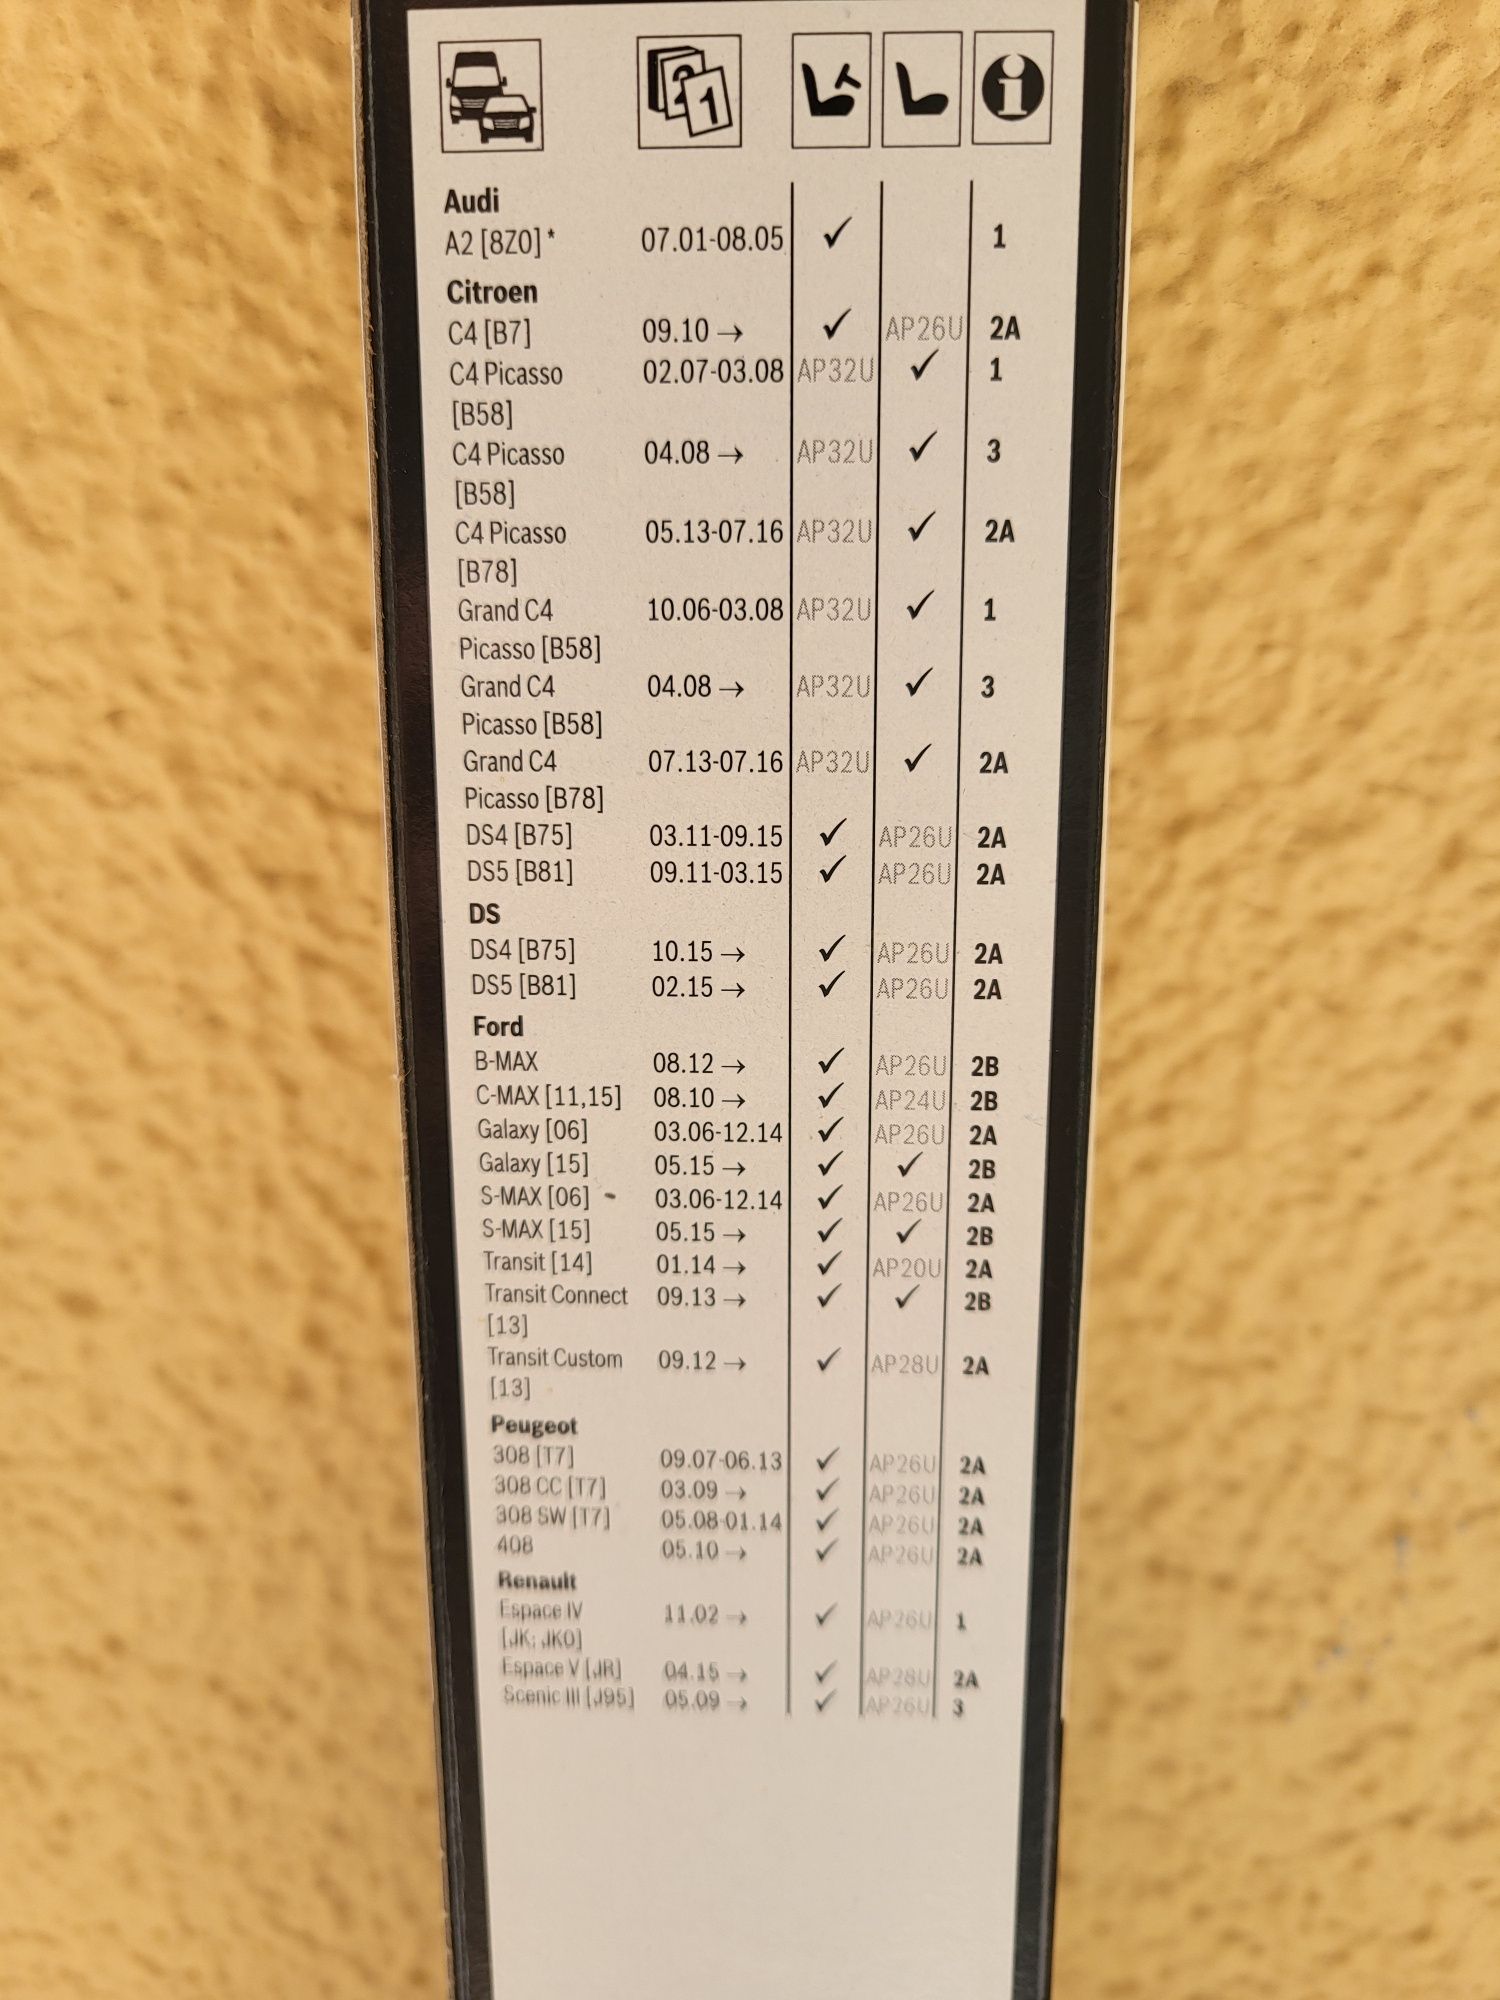 21
Audi
A2 [8Z0]* 07.01-08.05 ✓ 1
Citroen
C4 [B7] 09.10 → ✓ AP26U 2A
C4 Picasso 02.07-03.08 AP32U ✓ 1
[B58]
C4 Picasso 04.08 → AP32U ✓ 3
[B58]
C4 Picasso 05.13-07.16 AP32U ✓ 2A
[B78]
Grand C4 10.06-03.08 AP32U ✓ 1
Picasso [B58]
Grand C4 04.08 → AP32U ✓ 3
Picasso [B58]
Grand C4 07.13-07.16 AP32U ✓ 2A
Picasso [B78]
DS4 [B75] 03.11-09.15 ✓ AP26U 2A
DS5 [B81] 09.11-03.15 ✓ AP26U 2A
DS
DS4 [B75] 10.15 → ✓ AP26U 2A
DS5 [B81] 02.15 → ✓ AP26U 2A
Ford
B-MAX 08.12 → ✓ AP26U 2B
C-MAX [11,15] 08.10 → ✓ AP24U 2B
Galaxy [06] 03.06-12.14 ✓ AP26U 2A
Galaxy [15] 05.15 → ✓ ✓ 2B
S-MAX [06] 03.06-12.14 ✓ AP26U 2A
S-MAX [15] 05.15 → ✓ ✓ 2B
Transit [14] 01.14 → ✓ AP20U 2A
Transit Connect 09.13 → ✓ ✓ 2B
[13]
Transit Custom 09.12 → ✓ AP28U 2A
[13]
Peugeot
308 [T7] 09.07-06.13 ✓ AP26U 2A
308 CC [T7] 03.09 → ✓ AP26U 2A
308 SW [T7] 05.08-01.14 ✓ AP26U 2A
408 05.10 → ✓ AP26U 2A
Renault
Espace IV 11.02 → ✓ AP26U 1
[JK; JK0]
Espace V [JR] 04.15 → ✓ AP28U 2A
Scenic III [J95] 05.09 → ✓ AP26U 3